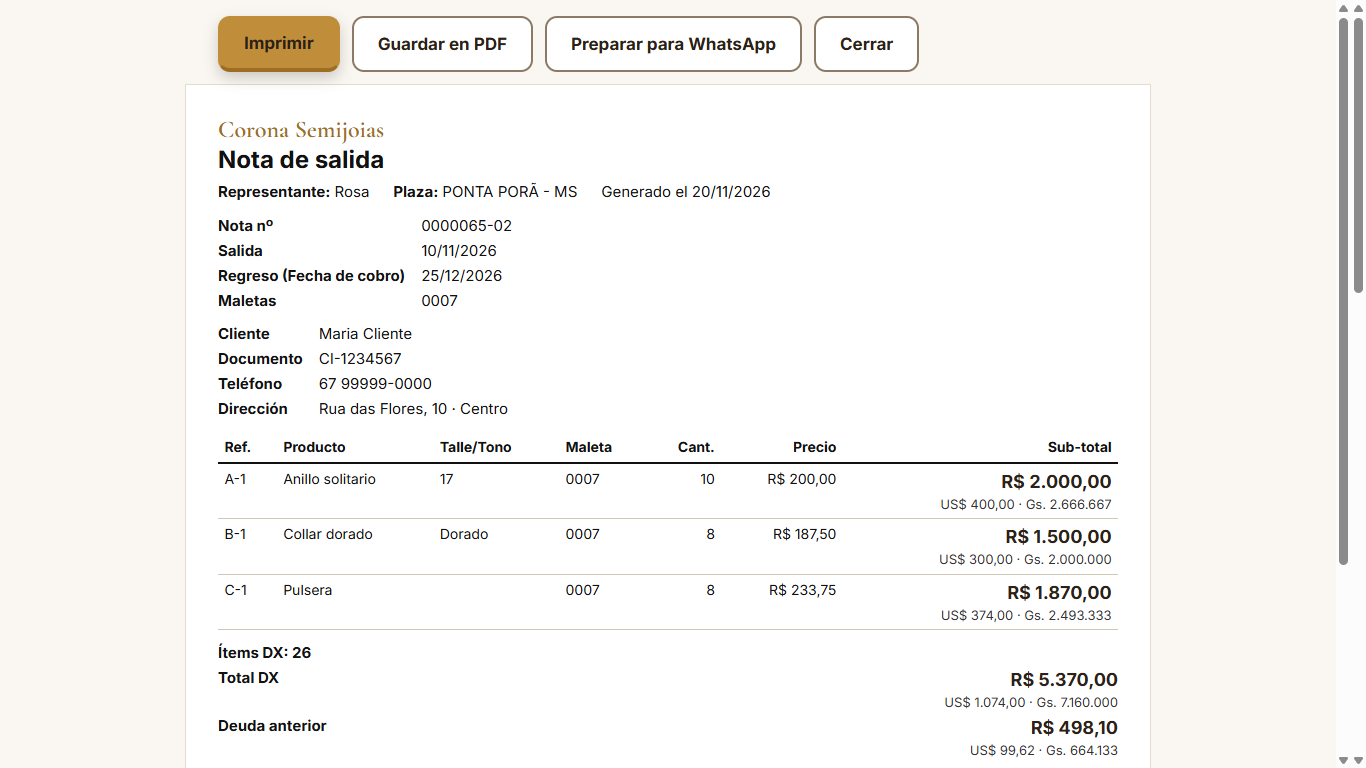 Imprimir
Guardar en PDF
Preparar para WhatsApp
Cerrar
Corona Semijoias
Nota de salida
Representante: Rosa Plaza: PONTA PORÃ - MS Generado el 20/11/2026
Nota nº 0000065-02
Salida 10/11/2026
Regreso (Fecha de cobro) 25/12/2026
Maletas 0007
Cliente Maria Cliente
Documento CI-1234567
Teléfono 67 99999-0000
Dirección Rua das Flores, 10 · Centro
Ref. Producto Talle/Tono Maleta Cant. Precio Sub-total
A-1 Anillo solitario 17 0007 10 R$ 200,00 R$ 2.000,00
US$ 400,00 · Gs. 2.666.667
B-1 Collar dorado Dorado 0007 8 R$ 187,50 R$ 1.500,00
US$ 300,00 · Gs. 2.000.000
C-1 Pulsera 0007 8 R$ 233,75 R$ 1.870,00
US$ 374,00 · Gs. 2.493.333
Ítems DX: 26
Total DX R$ 5.370,00
US$ 1.074,00 · Gs. 7.160.000
Deuda anterior R$ 498,10
US$ 99,62 · Gs. 664.133